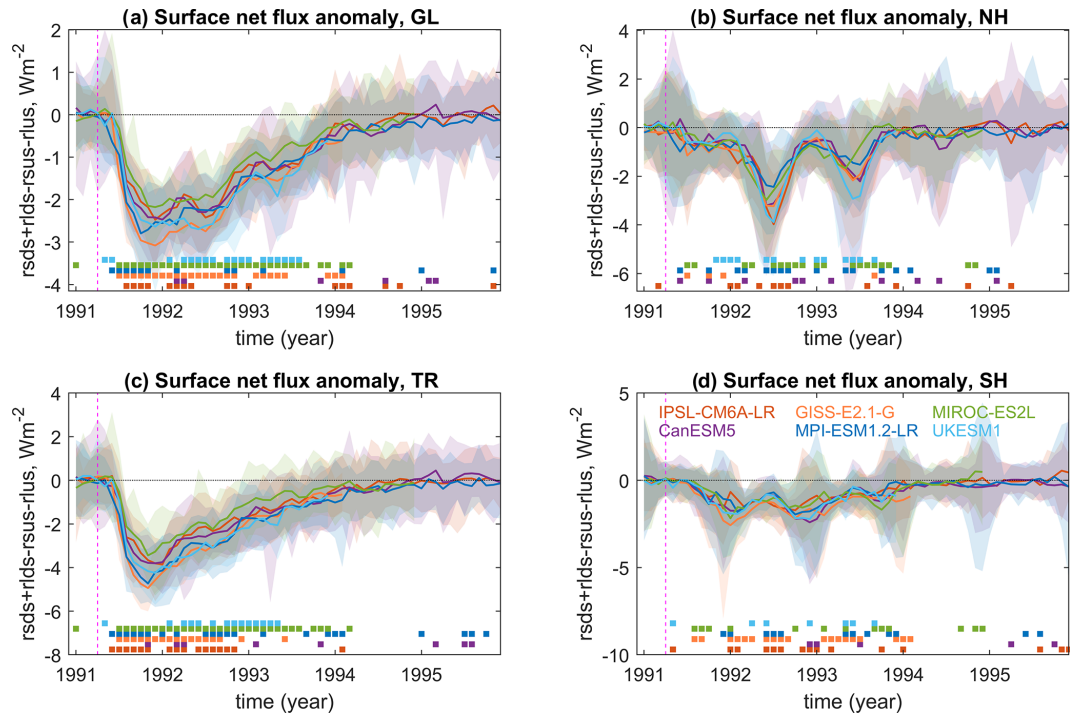 (a) Surface net flux anomaly, GL
rsds+rlds-rsus-rlus, Wm-2
2
1
0
-1
-2
-3
-4
1991 1992 1993 1994 1995
time (year)
(b) Surface net flux anomaly, NH
rsds+rlds-rsus-rlus, Wm-2
4
2
0
-2
-4
-6
1991 1992 1993 1994 1995
time (year)
(c) Surface net flux anomaly, TR
rsds+rlds-rsus-rlus, Wm-2
4
2
0
-2
-4
-6
-8
1991 1992 1993 1994 1995
time (year)
(d) Surface net flux anomaly, SH
rsds+rlds-rsus-rlus, Wm-2
IPSL-CM6A-LR GISS-E2.1-G MIROC-ES2L
CanESM5 MPI-ESM1.2-LR UKESM1
5
0
-5
-10
1991 1992 1993 1994 1995
time (year)